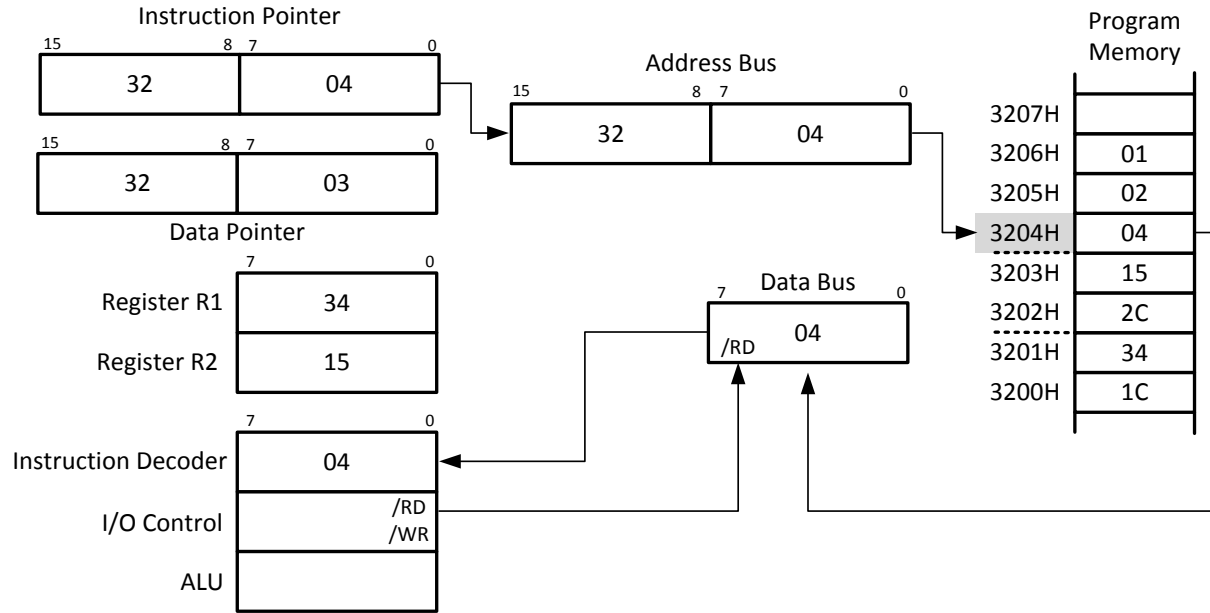 Instruction Pointer
15 8 7 0
32 04
15 8 7 0
32 03
Data Pointer
Address Bus
15 8 7 0
32 04
Program
Memory
3207H
3206H 01
3205H 02
3204H 04
3203H 15
3202H 2C
3201H 34
3200H 1C
7 0
Register R1 34
Register R2 15
Data Bus
7 0
04
/RD
7 0
Instruction Decoder 04
I/O Control /RD
/WR
ALU